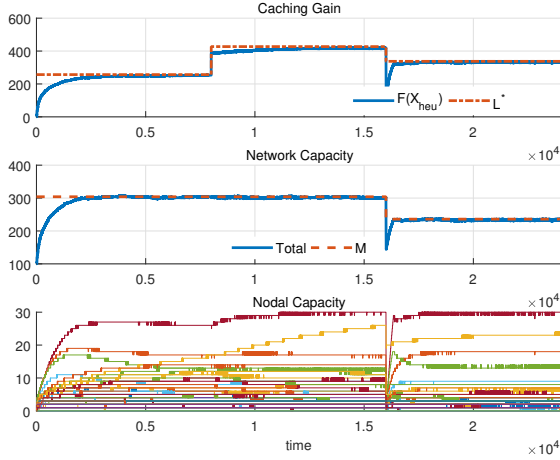 Caching Gain
600
400
200
0
F(X_heu) L*
0 0.5 1 1.5 2
×10^4
Network Capacity
400
300
200
100
Total M
0 0.5 1 1.5 2
×10^4
Nodal Capacity
30
20
10
0
0 0.5 1 1.5 2
time
×10^4